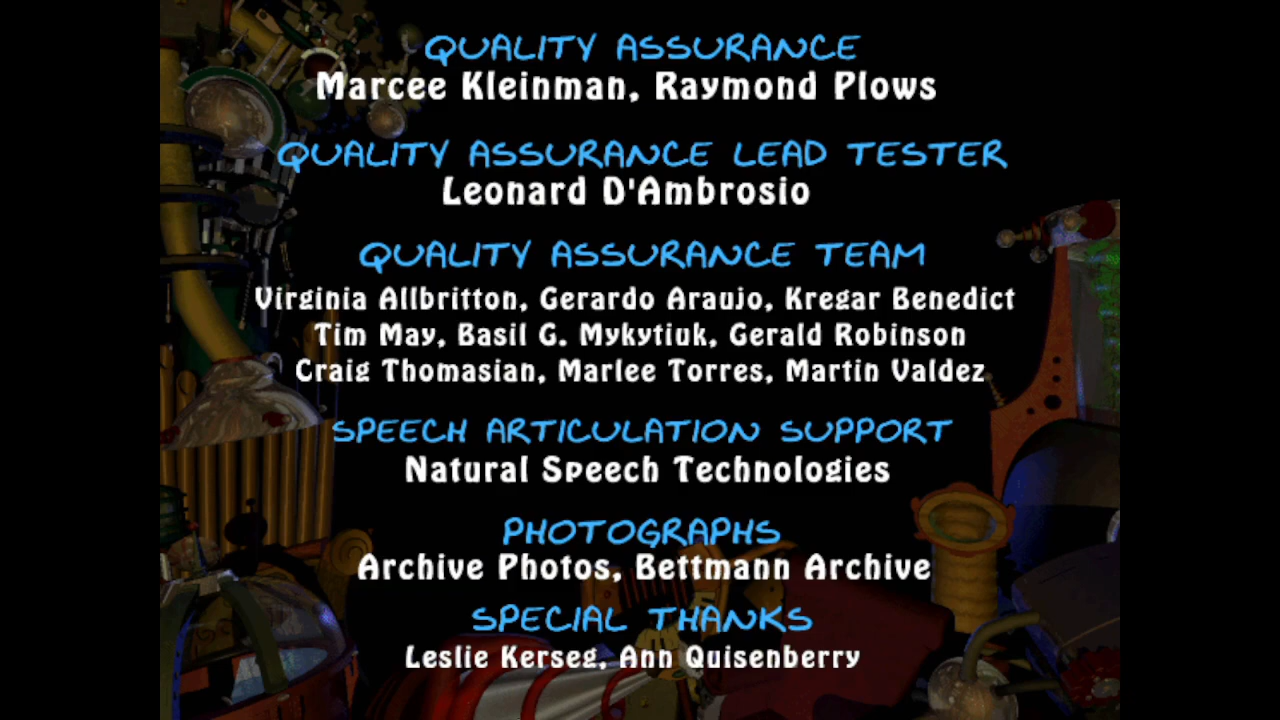 QUALITY ASSURANCE
Marcee Kleinman, Raymond Plows
QUALITY ASSURANCE LEAD TESTER
Leonard D'Ambrosio
QUALITY ASSURANCE TEAM
Virginia Allbritton, Gerardo Araujo, Kregar Benedict
Tim May, Basil G. Mykytiuk, Gerald Robinson
Craig Thomasian, Marlee Torres, Martin Valdez
SPEECH ARTICULATION SUPPORT
Natural Speech Technologies
PHOTOGRAPHS
Archive Photos, Bettmann Archive
SPECIAL THANKS
Leslie Kerseg, Ann Quisenberry